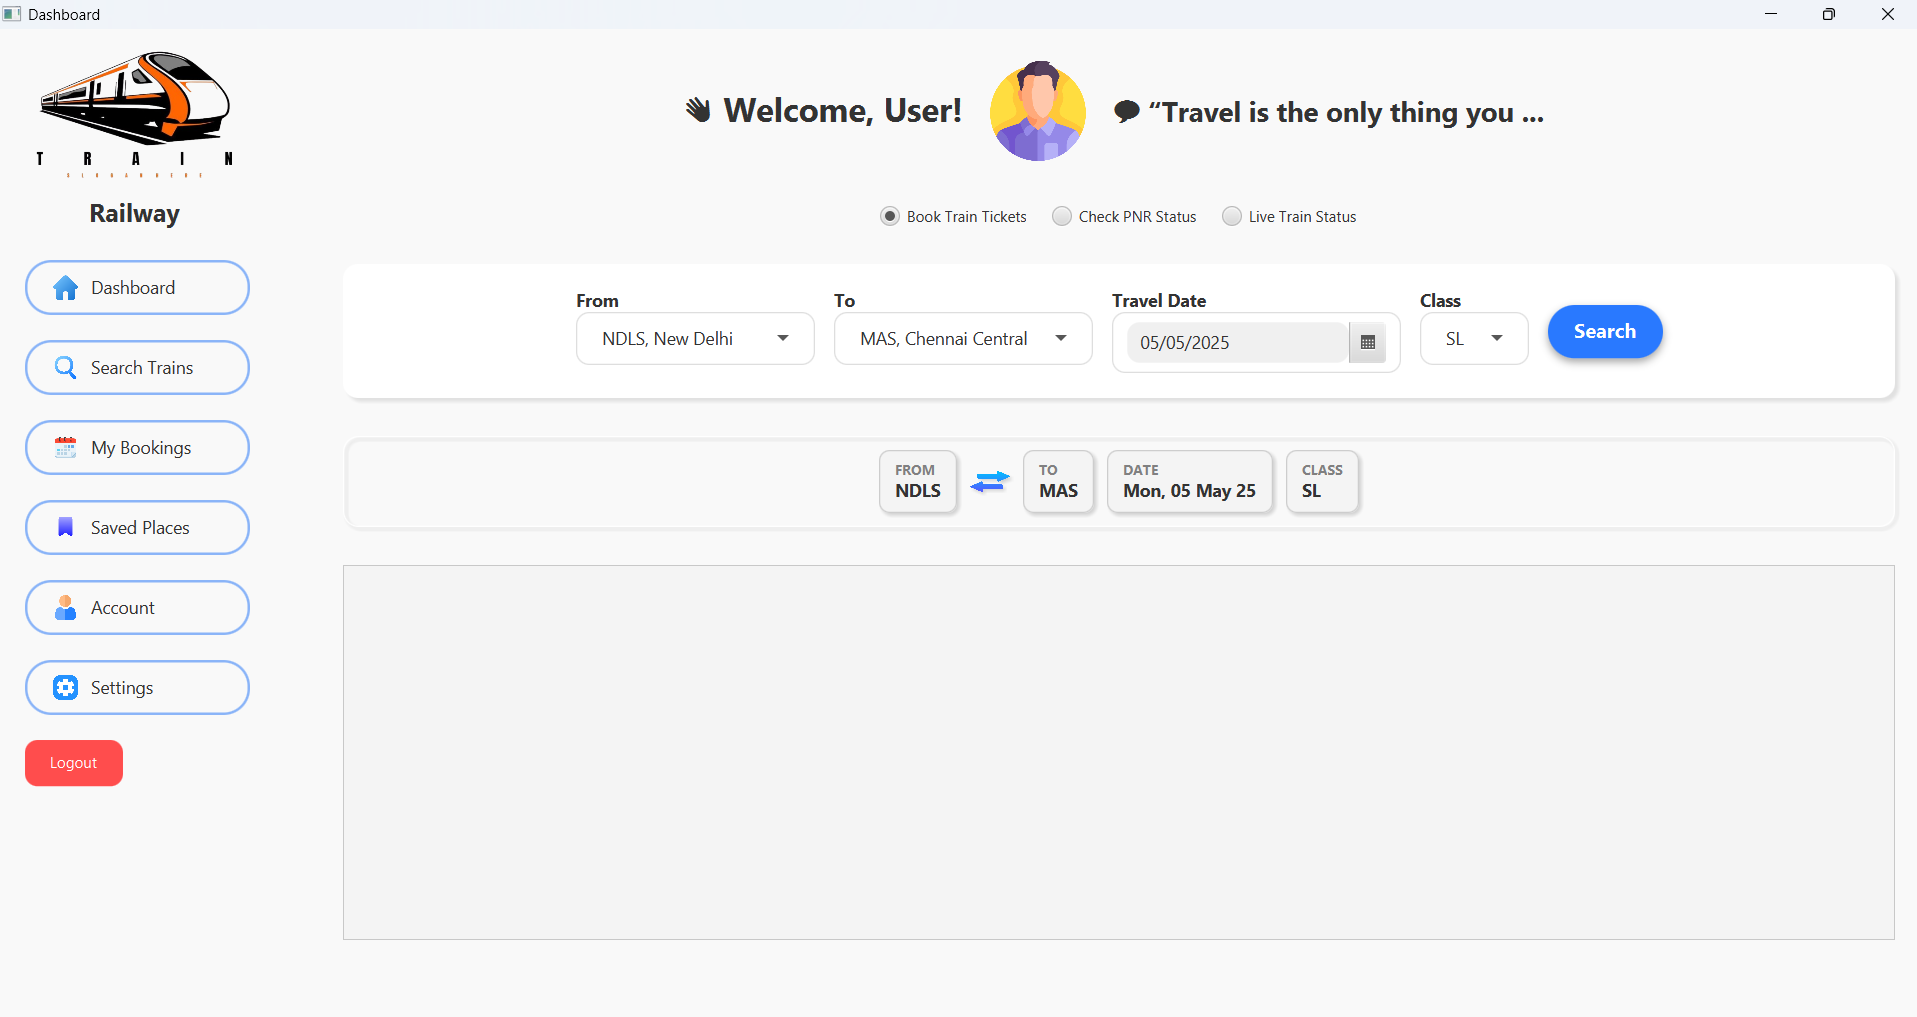 Dashboard
T R A I N
Railway
Dashboard
Search Trains
My Bookings
Saved Places
Account
Settings
Logout
Welcome, User!
“Travel is the only thing you ...
Book Train Tickets Check PNR Status Live Train Status
From To Travel Date Class
NDLS, New Delhi MAS, Chennai Central 05/05/2025 SL Search
FROM TO DATE CLASS
NDLS MAS Mon, 05 May 25 SL